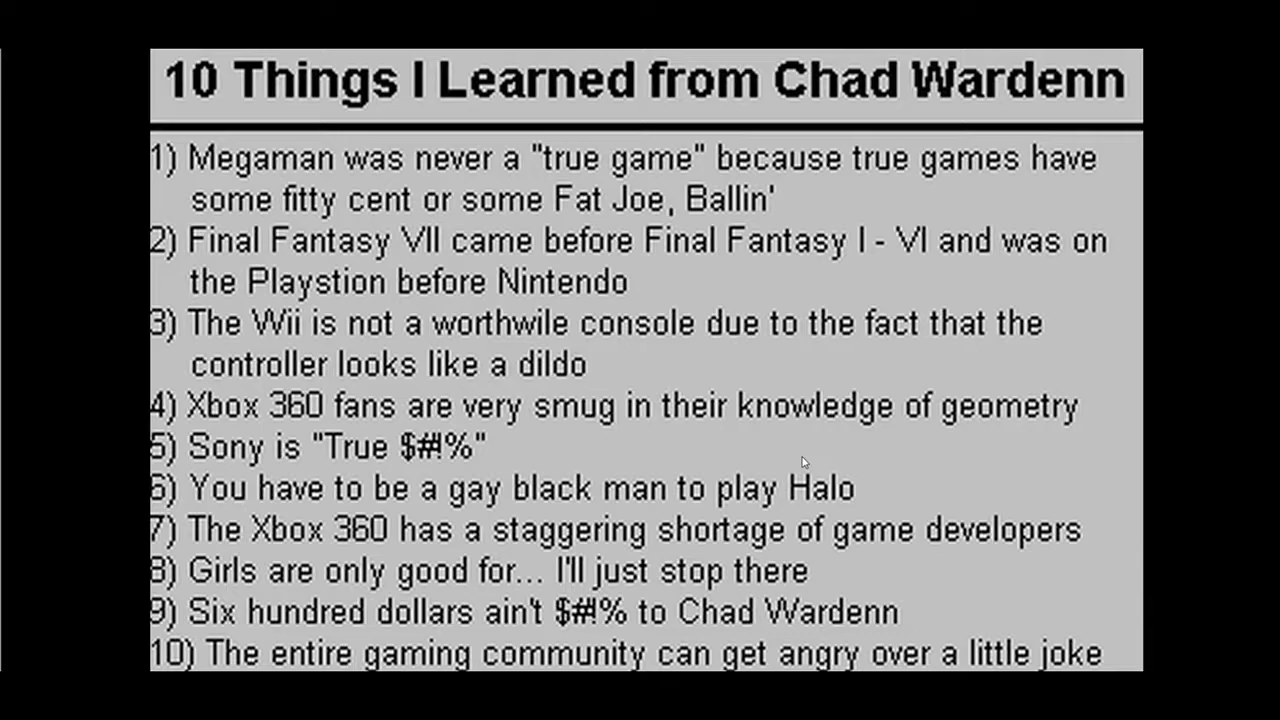 10 Things I Learned from Chad Wardenn
1) Megaman was never a "true game" because true games have
some fitty cent or some Fat Joe, Ballin'
2) Final Fantasy VII came before Final Fantasy I - VI and was on
the Playstion before Nintendo
3) The Wii is not a worthwile console due to the fact that the
controller looks like a dildo
4) Xbox 360 fans are very smug in their knowledge of geometry
5) Sony is "True $#!%"
6) You have to be a gay black man to play Halo
7) The Xbox 360 has a staggering shortage of game developers
8) Girls are only good for... I'll just stop there
9) Six hundred dollars ain't $#!% to Chad Wardenn
10) The entire gaming community can get angry over a little joke